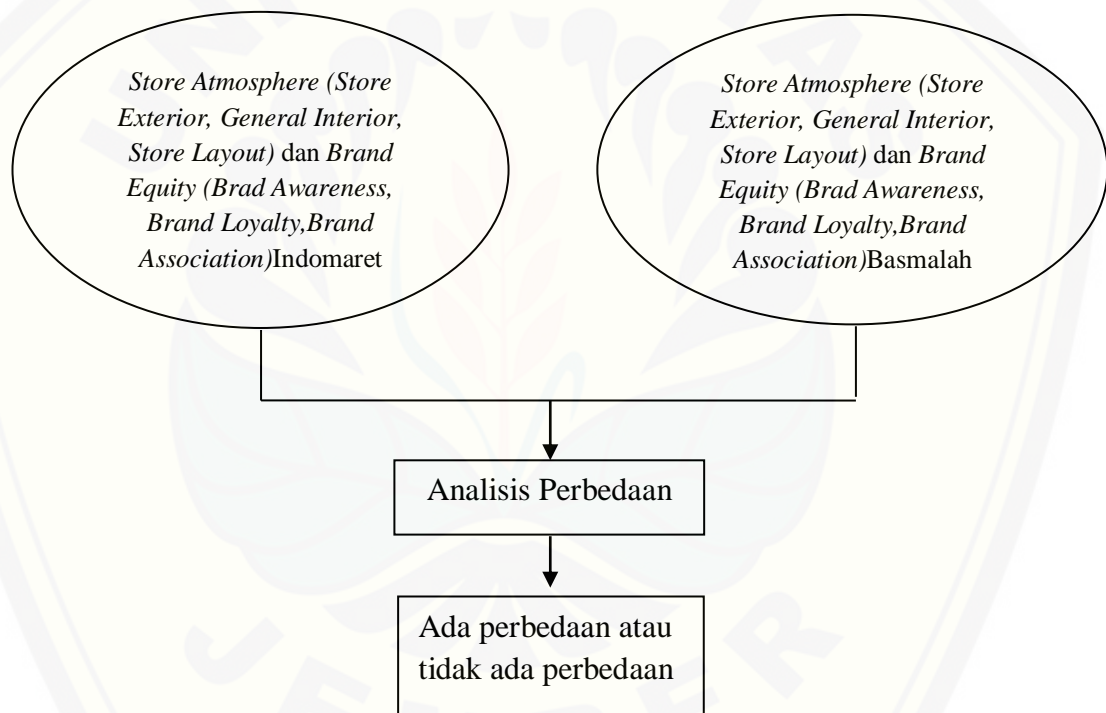 Store Atmosphere (Store
Exterior, General Interior,
Store Layout) dan Brand
Equity (Brad Awareness,
Brand Loyalty,Brand
Association)Indomaret
Store Atmosphere (Store
Exterior, General Interior,
Store Layout) dan Brand
Equity (Brad Awareness,
Brand Loyalty,Brand
Association)Basmalah
Analisis Perbedaan
Ada perbedaan atau
tidak ada perbedaan
JEMBER